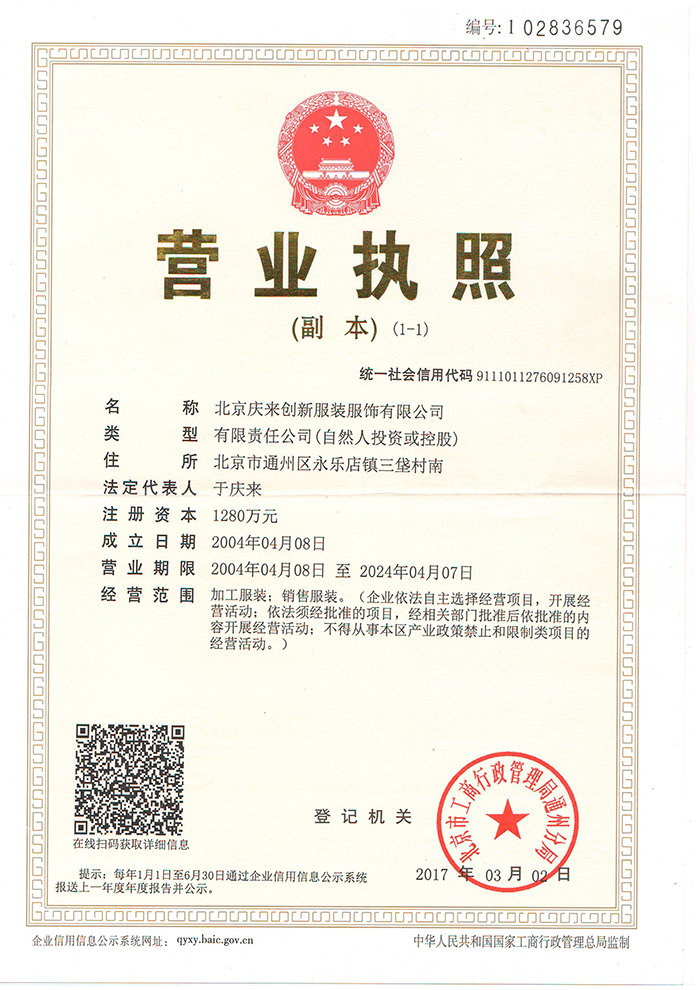 编号:1 02836579
营业执照
(副 本) (1-1)
统一社会信用代码 9111011276091258XP
名 称 北京庆来创新服装服饰有限公司
类 型 有限责任公司(自然人投资或控股)
住 所 北京市通州区永乐店镇三垡村南
法定代表人 于庆来
注册资本 1280万元
成立日期 2004年04月08日
营业期限 2004年04月08日 至 2024年04月07日
经营范围 加工服装；销售服装。（企业依法自主选择经营项目，开展经
营活动；依法须经批准的项目，经相关部门批准后依批准的内
容开展经营活动；不得从事本区产业政策禁止和限制类项目的
经营活动。）
在线扫码获取详细信息
登记机关
北京市工商行政管理局通州分局
2017 年 03 月 02 日
提示：每年1月1日至6月30日通过企业信用信息公示系统
报送上一年度年度报告并公示。
企业信用信息公示系统网址： qyxy.baic.gov.cn
中华人民共和国国家工商行政管理总局监制